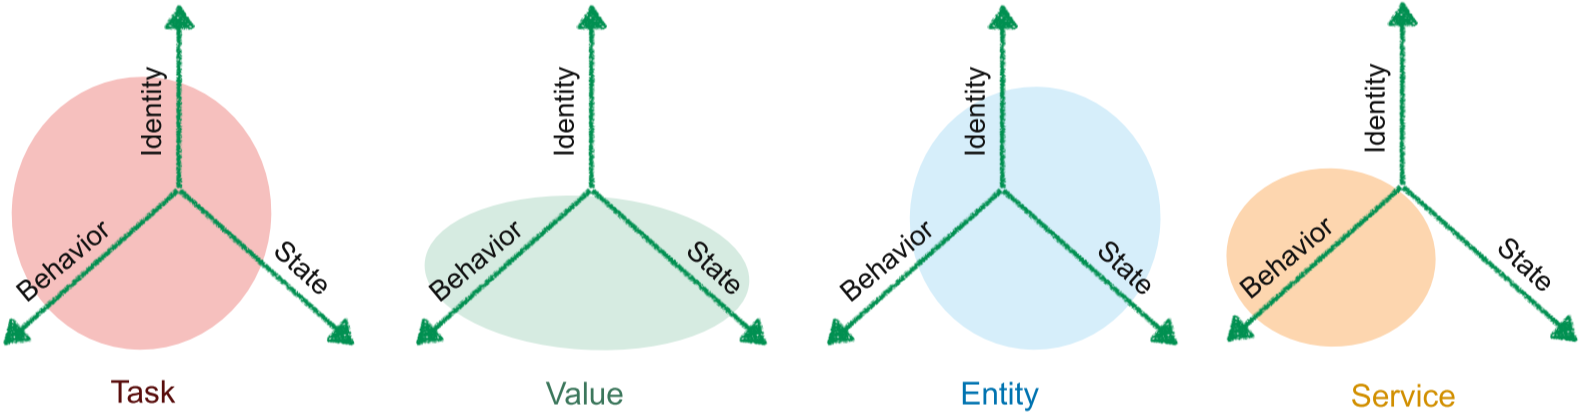 Identity
Behavior
State
Task
Identity
Behavior
State
Value
Identity
Behavior
State
Entity
Identity
Behavior
State
Service